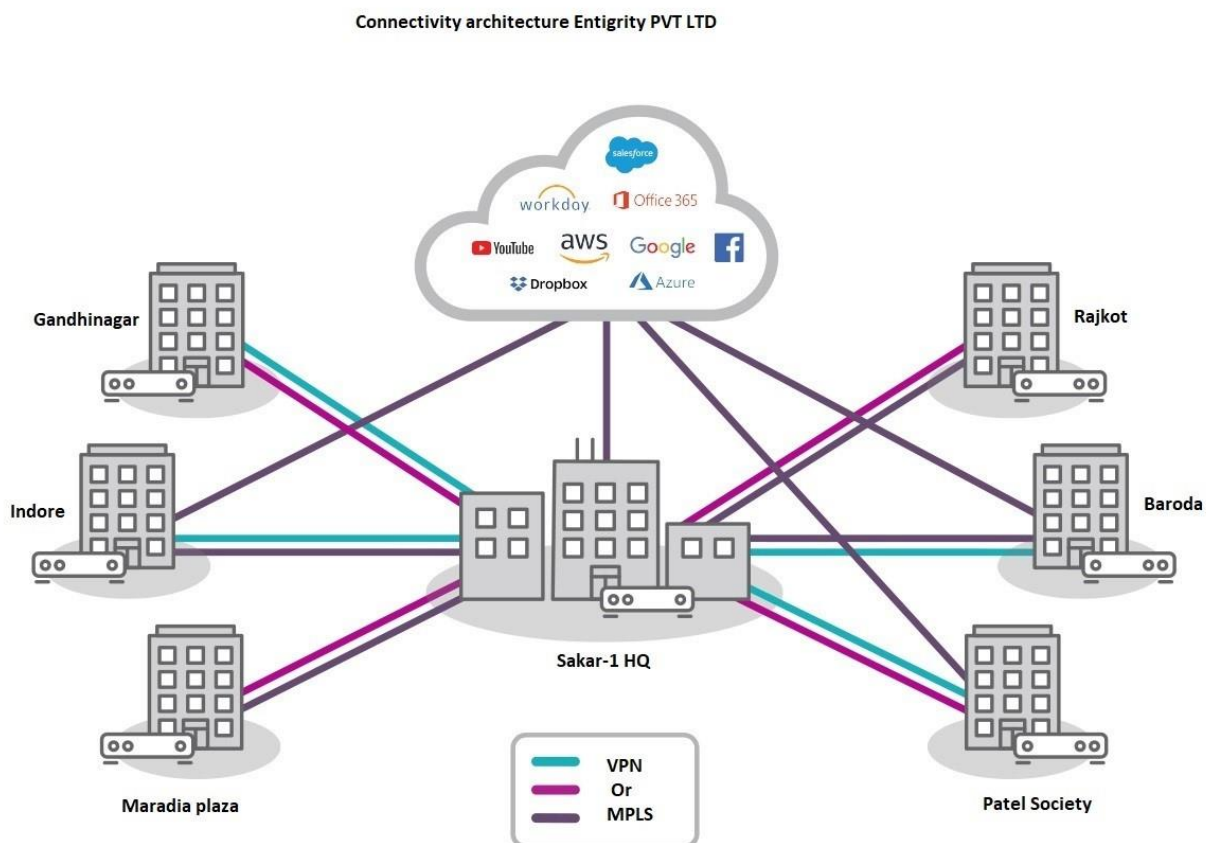 Connectivity architecture Entigrity PVT LTD
salesforce
workday
Office 365
YouTube
aws
Google
Dropbox
Azure
Gandhinagar
Rajkot
Indore
Baroda
Sakar-1 HQ
Maradia plaza
Patel Society
VPN
Or
MPLS